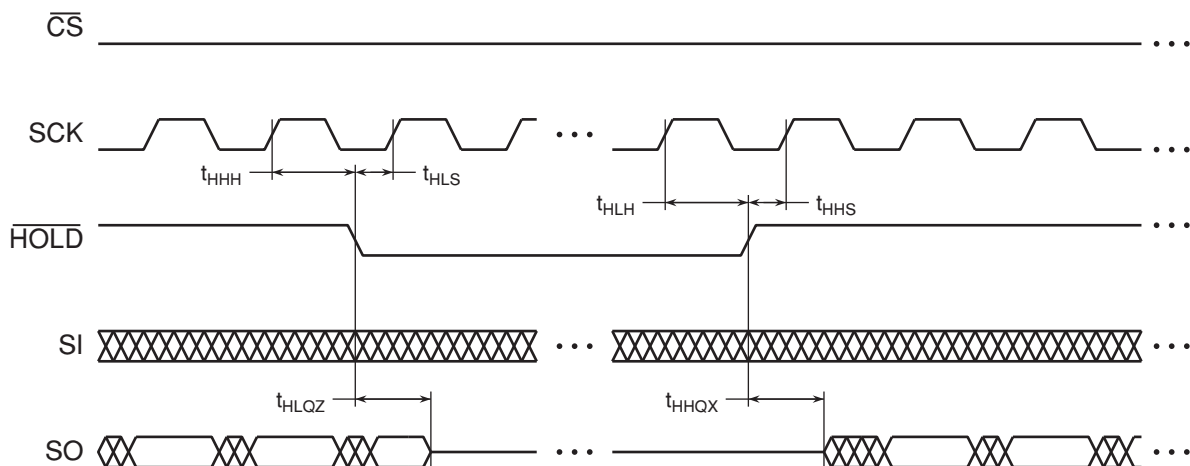 CS
SCK
tHHH
tHLS
tHLH
tHHS
HOLD
SI
tHLQZ
tHHQX
SO